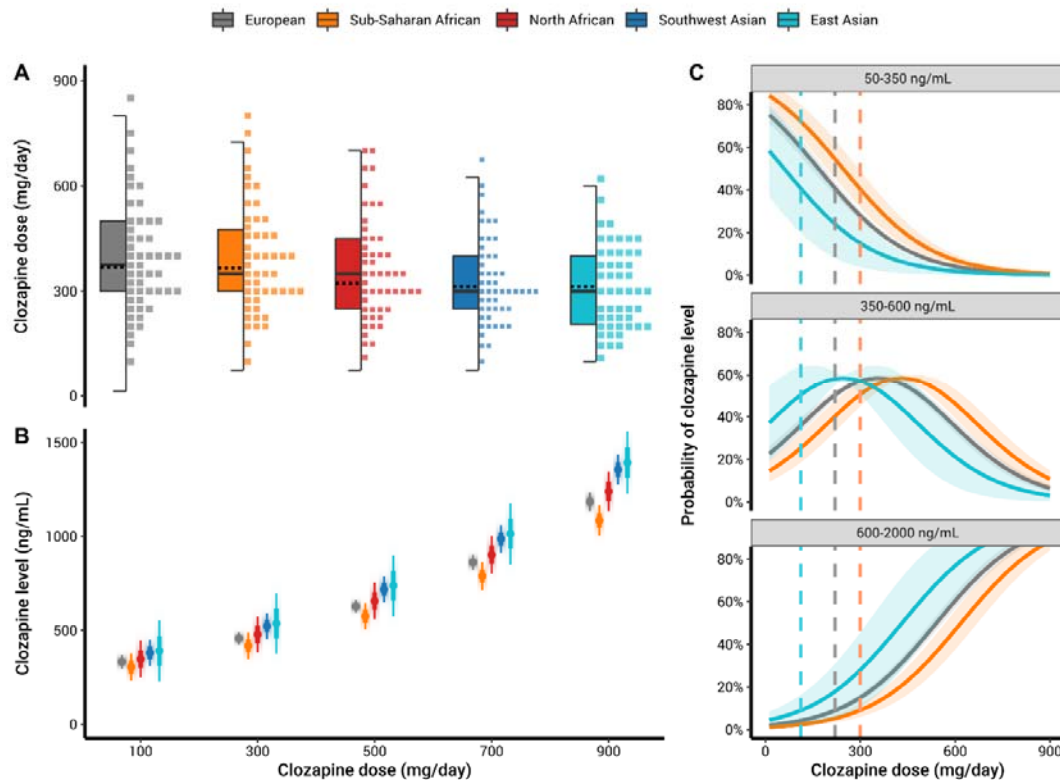 European Sub-Saharan African North African Southwest Asian East Asian
A
Clozapine dose (mg/day)
900
600
300
0
B
Clozapine level (ng/mL)
1500
1000
500
0
100 300 500 700 900
Clozapine dose (mg/day)
C
Probability of clozapine level
50-350 ng/mL
80%
60%
40%
20%
0%
350-600 ng/mL
80%
60%
40%
20%
0%
600-2000 ng/mL
80%
60%
40%
20%
0%
0 300 600 900
Clozapine dose (mg/day)